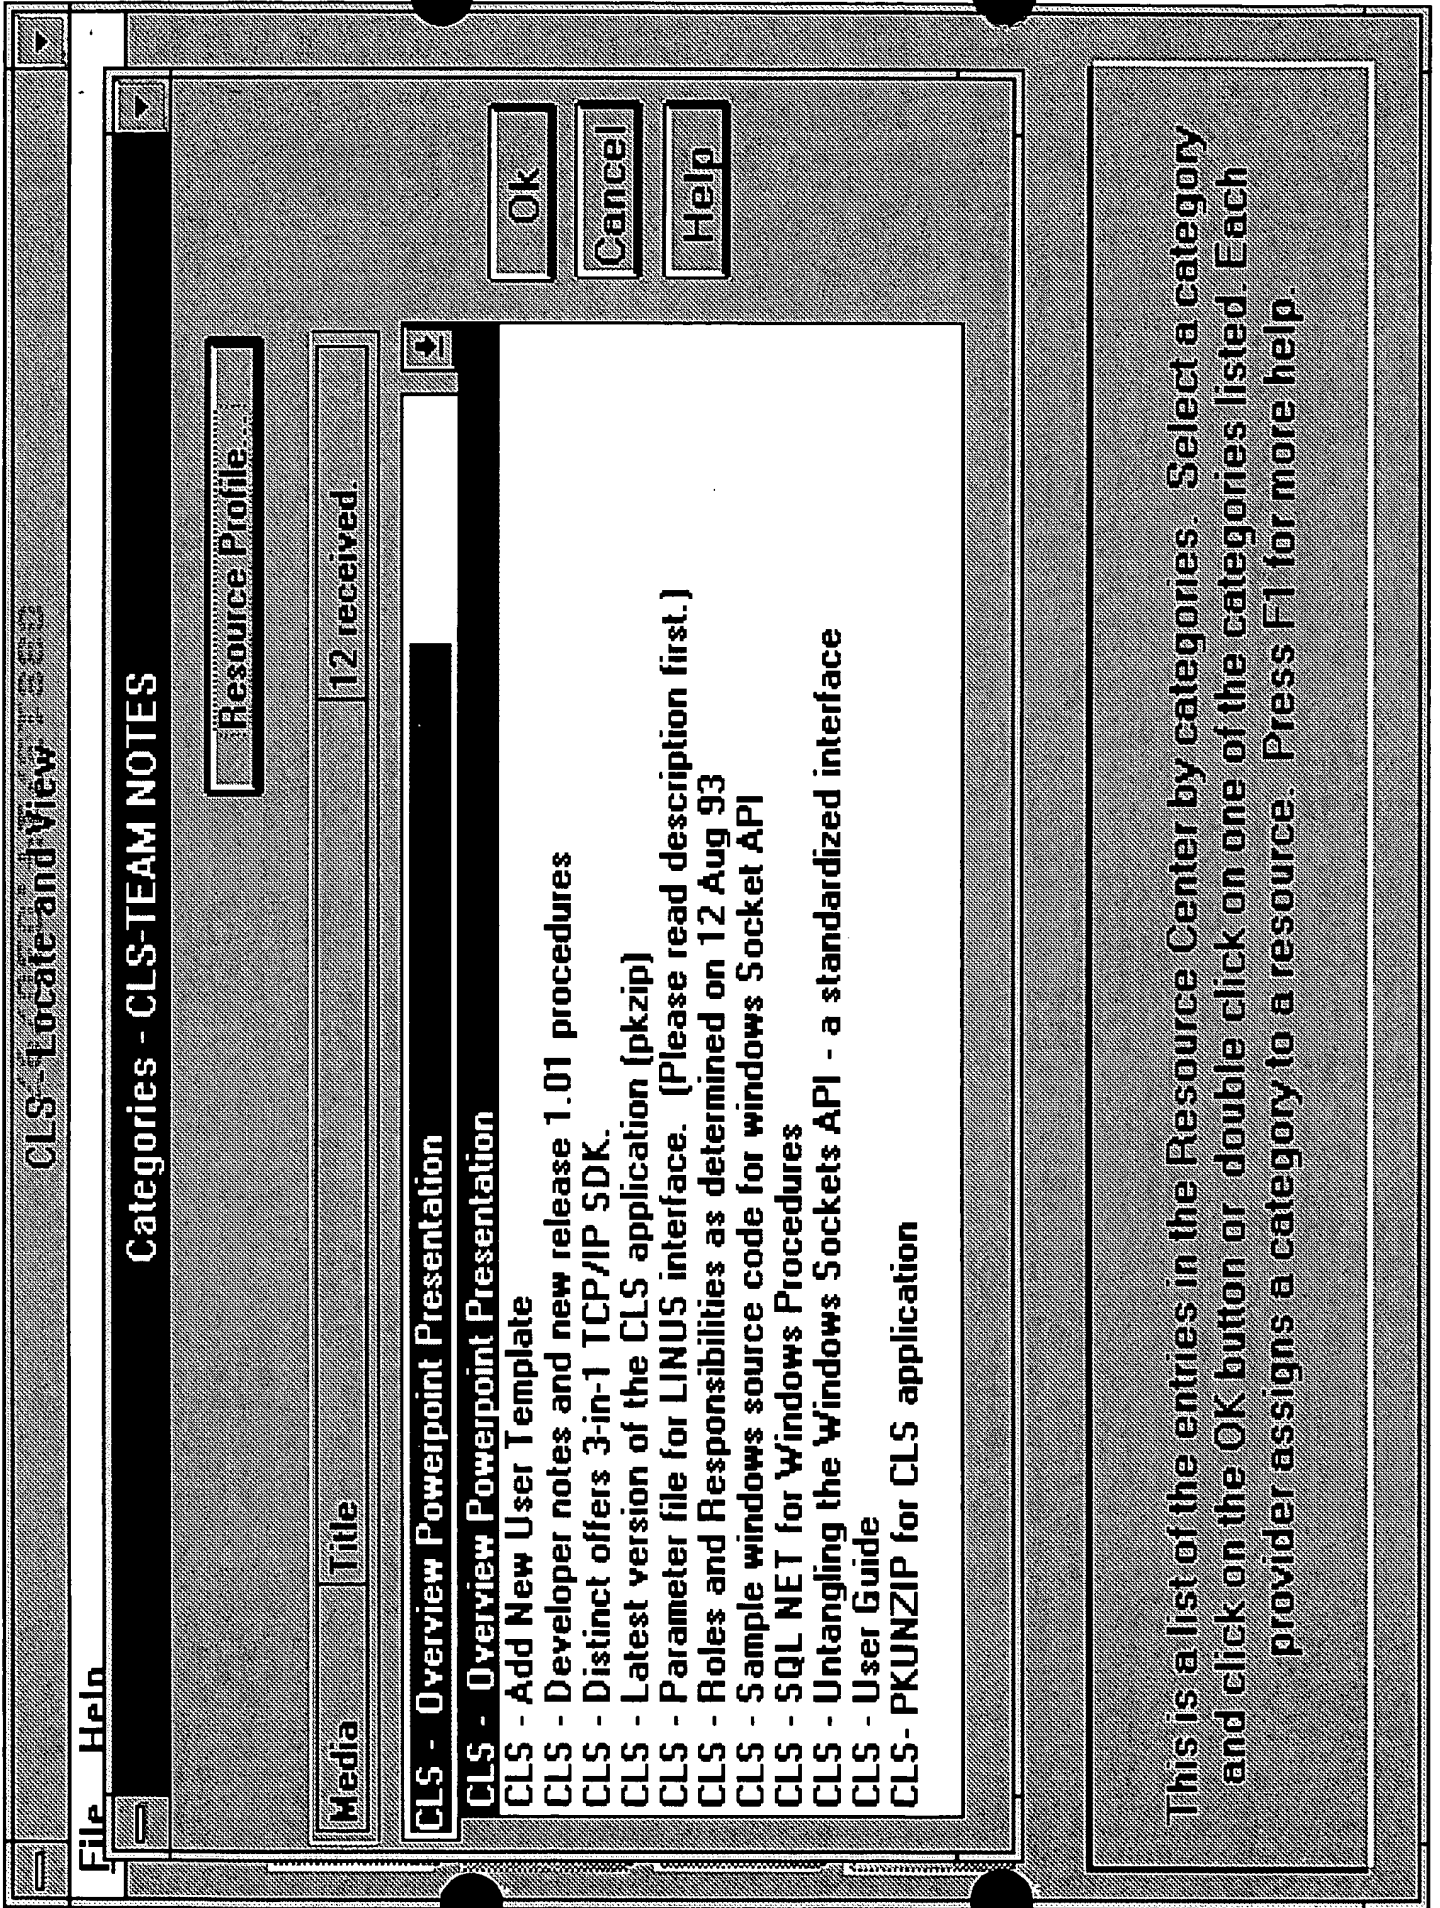 CLS - Locate and View
File Help
Categories - CLS-TEAM NOTES
Resource Profile...
Media Title 12 received.
CLS - Overview Powerpoint Presentation
CLS - Overview Powerpoint Presentation
CLS - Add New User Template
CLS - Developer notes and new release 1.01 procedures
CLS - Distinct offers 3-in-1 TCP/IP SDK.
CLS - Latest version of the CLS application (pkzip)
CLS - Parameter file for LINUS interface. (Please read description first.)
CLS - Roles and Responsibilities as determined on 12 Aug 93
CLS - Sample windows source code for windows Socket API
CLS - SQL NET for Windows Procedures
CLS - Untangling the Windows Sockets API - a standardized interface
CLS - User Guide
CLS- PKUNZIP for CLS application
Ok
Cancel
Help
This is a list of the entries in the Resource Center by categories. Select a category
and click on the OK button or double click on one of the categories listed. Each
provider assigns a category to a resource. Press F1 for more help.